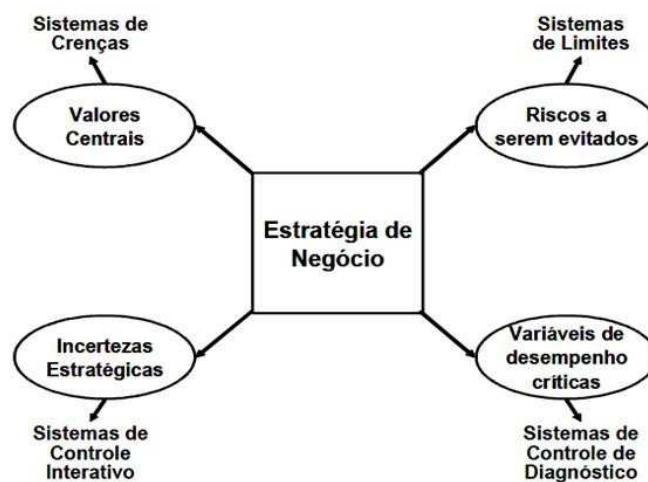 Sistemas de
Crenças
Sistemas
de Limites
Valores
Centrais
Riscos a
serem evitados
Estratégia de
Negócio
Incertezas
Estratégicas
Variáveis de
desempenho
críticas
Sistemas de
Controle
Interativo
Sistemas de
Controle de
Diagnóstico